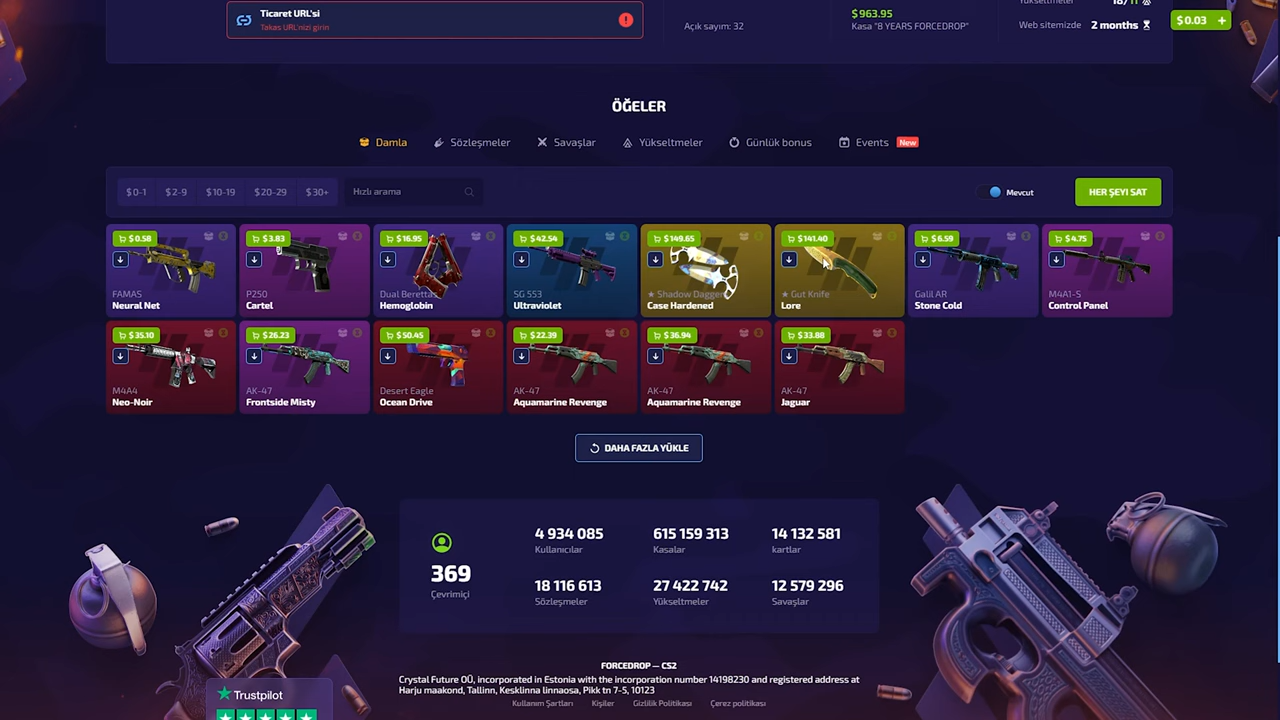 Ticaret URL'si
Takas URL'nizi girin
!
Açık sayım: 32
$963.95
Kasa "8 YEARS FORCEDROP"
Yükseltmeler
18/11
Web sitemizde
2 months
$0.03 +
ÖĞELER
Damla
Sözleşmeler
Savaşlar
Yükseltmeler
Günlük bonus
Events
New
$0-1
$2-9
$10-19
$20-29
$30+
Hızlı arama
Mevcut
HER ŞEYİ SAT
$0.58
FAMAS
Neural Net
$3.83
P250
Cartel
$16.95
Dual Berettas
Hemoglobin
$42.54
SG 553
Ultraviolet
$149.65
★ Shadow Daggers
Case Hardened
$141.40
★ Gut Knife
Lore
$6.59
Galil AR
Stone Cold
$4.75
M4A1-S
Control Panel
$35.10
M4A4
Neo-Noir
$26.23
AK-47
Frontside Misty
$50.45
Desert Eagle
Ocean Drive
$22.39
AK-47
Aquamarine Revenge
$36.94
AK-47
Aquamarine Revenge
$33.88
AK-47
Jaguar
DAHA FAZLA YÜKLE
369
Çevrimiçi
4 934 085
Kullanıcılar
615 159 313
Kasalar
14 132 581
kartlar
18 116 613
Sözleşmeler
27 422 742
Yükseltmeler
12 579 296
Savaşlar
FORCEDROP — CS2
Crystal Future OÜ, incorporated in Estonia with the incorporation number 14198230 and registered address at
Harju maakond, Tallinn, Kesklinna linnaosa, Pikk tn 7-5, 10123
Kullanım Şartları
Kişiler
Gizlilik Politikası
Çerez politikası
Trustpilot